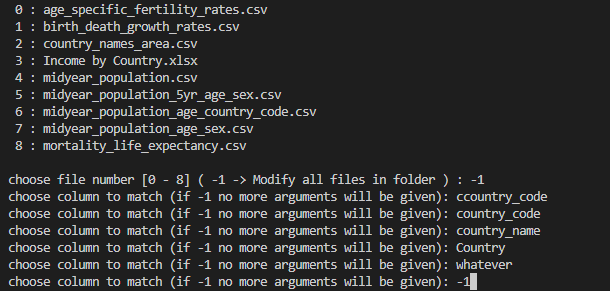 0 : age_specific_fertility_rates.csv
1 : birth_death_growth_rates.csv
2 : country_names_area.csv
3 : Income by Country.xlsx
4 : midyear_population.csv
5 : midyear_population_5yr_age_sex.csv
6 : midyear_population_age_country_code.csv
7 : midyear_population_age_sex.csv
8 : mortality_life_expectancy.csv
choose file number [0 - 8] ( -1 -> Modify all files in folder ) : -1
choose column to match (if -1 no more arguments will be given): ccountry_code
choose column to match (if -1 no more arguments will be given): country_code
choose column to match (if -1 no more arguments will be given): country_name
choose column to match (if -1 no more arguments will be given): Country
choose column to match (if -1 no more arguments will be given): whatever
choose column to match (if -1 no more arguments will be given): -1